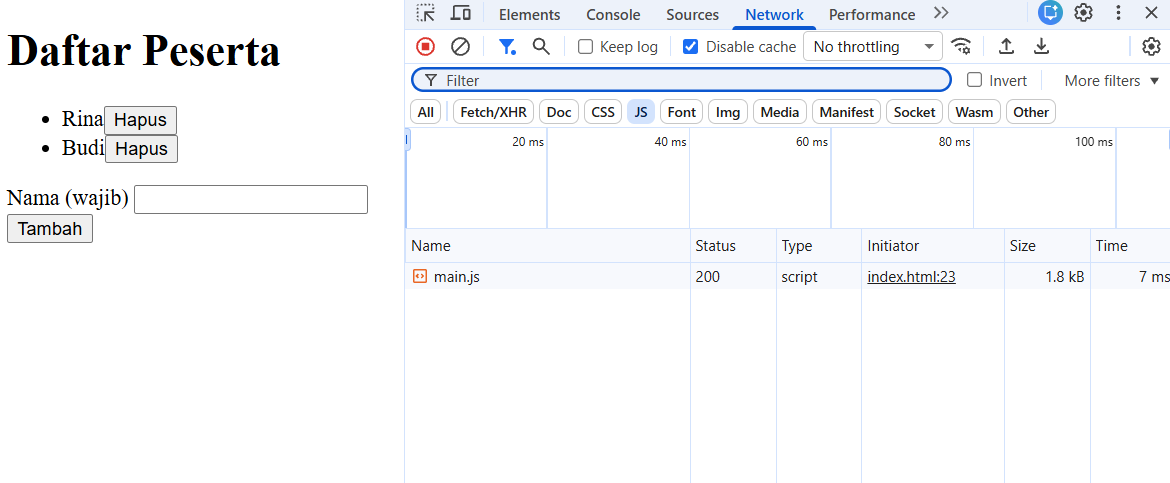 Daftar Peserta
Rina Hapus
Budi Hapus
Nama (wajib)
Tambah
Elements Console Sources Network Performance
Keep log Disable cache No throttling
Filter Invert More filters
All Fetch/XHR Doc CSS JS Font Img Media Manifest Socket Wasm Other
20 ms 40 ms 60 ms 80 ms 100 ms
Name Status Type Initiator Size Time
main.js 200 script index.html:23 1.8 kB 7 ms